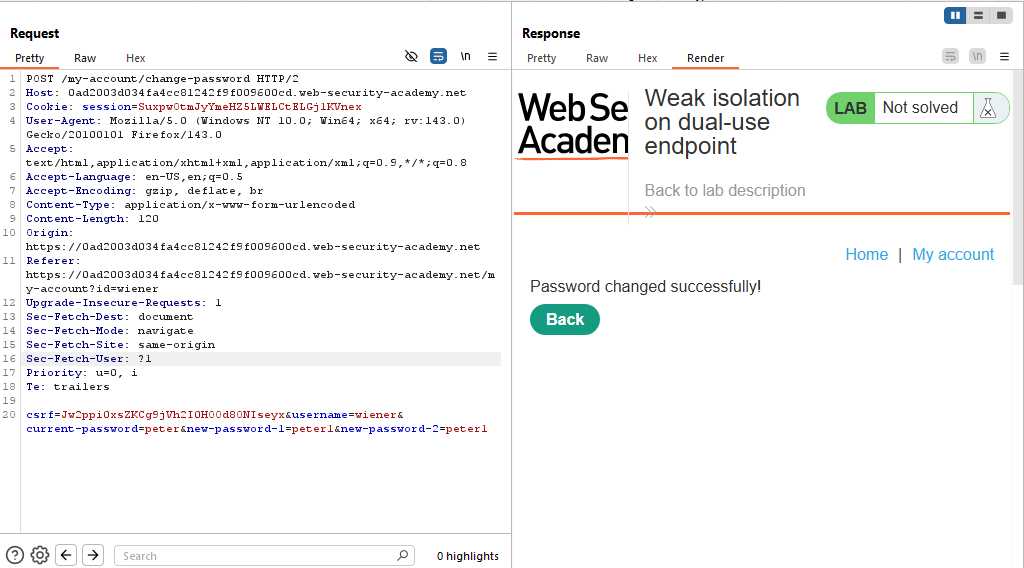 Request
Pretty Raw Hex
\n
1 POST /my-account/change-password HTTP/2
2 Host: 0ad2003d034fa4cc81242f9f009600cd.web-security-academy.net
3 Cookie: session=Suxpw0tmJyYmeHZ5LWELCtELGjlKVnex
4 User-Agent: Mozilla/5.0 (Windows NT 10.0; Win64; x64; rv:143.0)
Gecko/20100101 Firefox/143.0
5 Accept:
text/html,application/xhtml+xml,application/xml;q=0.9,*/*;q=0.8
6 Accept-Language: en-US,en;q=0.5
7 Accept-Encoding: gzip, deflate, br
8 Content-Type: application/x-www-form-urlencoded
9 Content-Length: 120
10 Origin:
https://0ad2003d034fa4cc81242f9f009600cd.web-security-academy.net
11 Referer:
https://0ad2003d034fa4cc81242f9f009600cd.web-security-academy.net/m
y-account?id=wiener
12 Upgrade-Insecure-Requests: 1
13 Sec-Fetch-Dest: document
14 Sec-Fetch-Mode: navigate
15 Sec-Fetch-Site: same-origin
16 Sec-Fetch-User: ?1
17 Priority: u=0, i
18 Te: trailers
19
20 csrf=Jw2ppi0xsZKCg9jVh2I0H00d80NIseyx&username=wiener&
current-password=peter&new-password-1=peter1&new-password-2=peter1
Search
0 highlights
Response
Pretty Raw Hex Render
\n
Web Se
Academ
Weak isolation
on dual-use
endpoint
LAB Not solved
Back to lab description
Home | My account
Password changed successfully!
Back